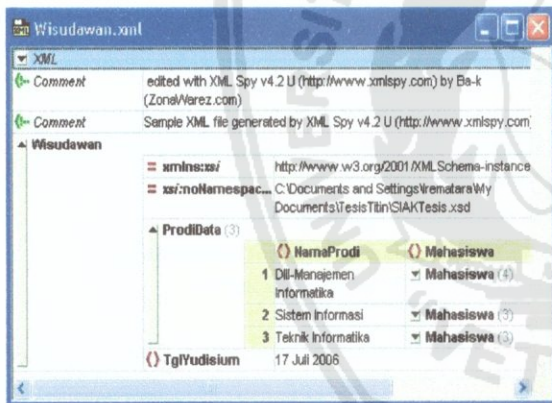 Wisudawan.xml
XML
Comment edited with XML Spy v4.2 U (http://www.xmlspy.com) by Ba-k
(ZonaWarez.com)
Comment Sample XML file generated by XML Spy v4.2 U (http://www.xmlspy.com
Wisudawan
= xmlns:xsi http://www.w3.org/2001/XMLSchema-instance
= xsi:noNamespac... C:\Documents and Settings\Irematara\My
Documents\TesisTitin\SIAKTesis.xsd
ProdiData (3)
() NamaProdi () Mahasiswa
1 DIII-Manajemen Mahasiswa (4)
Informatika
2 Sistem Informasi Mahasiswa (3)
3 Teknik Informatika Mahasiswa (3)
() TglYudisium 17 Juli 2006